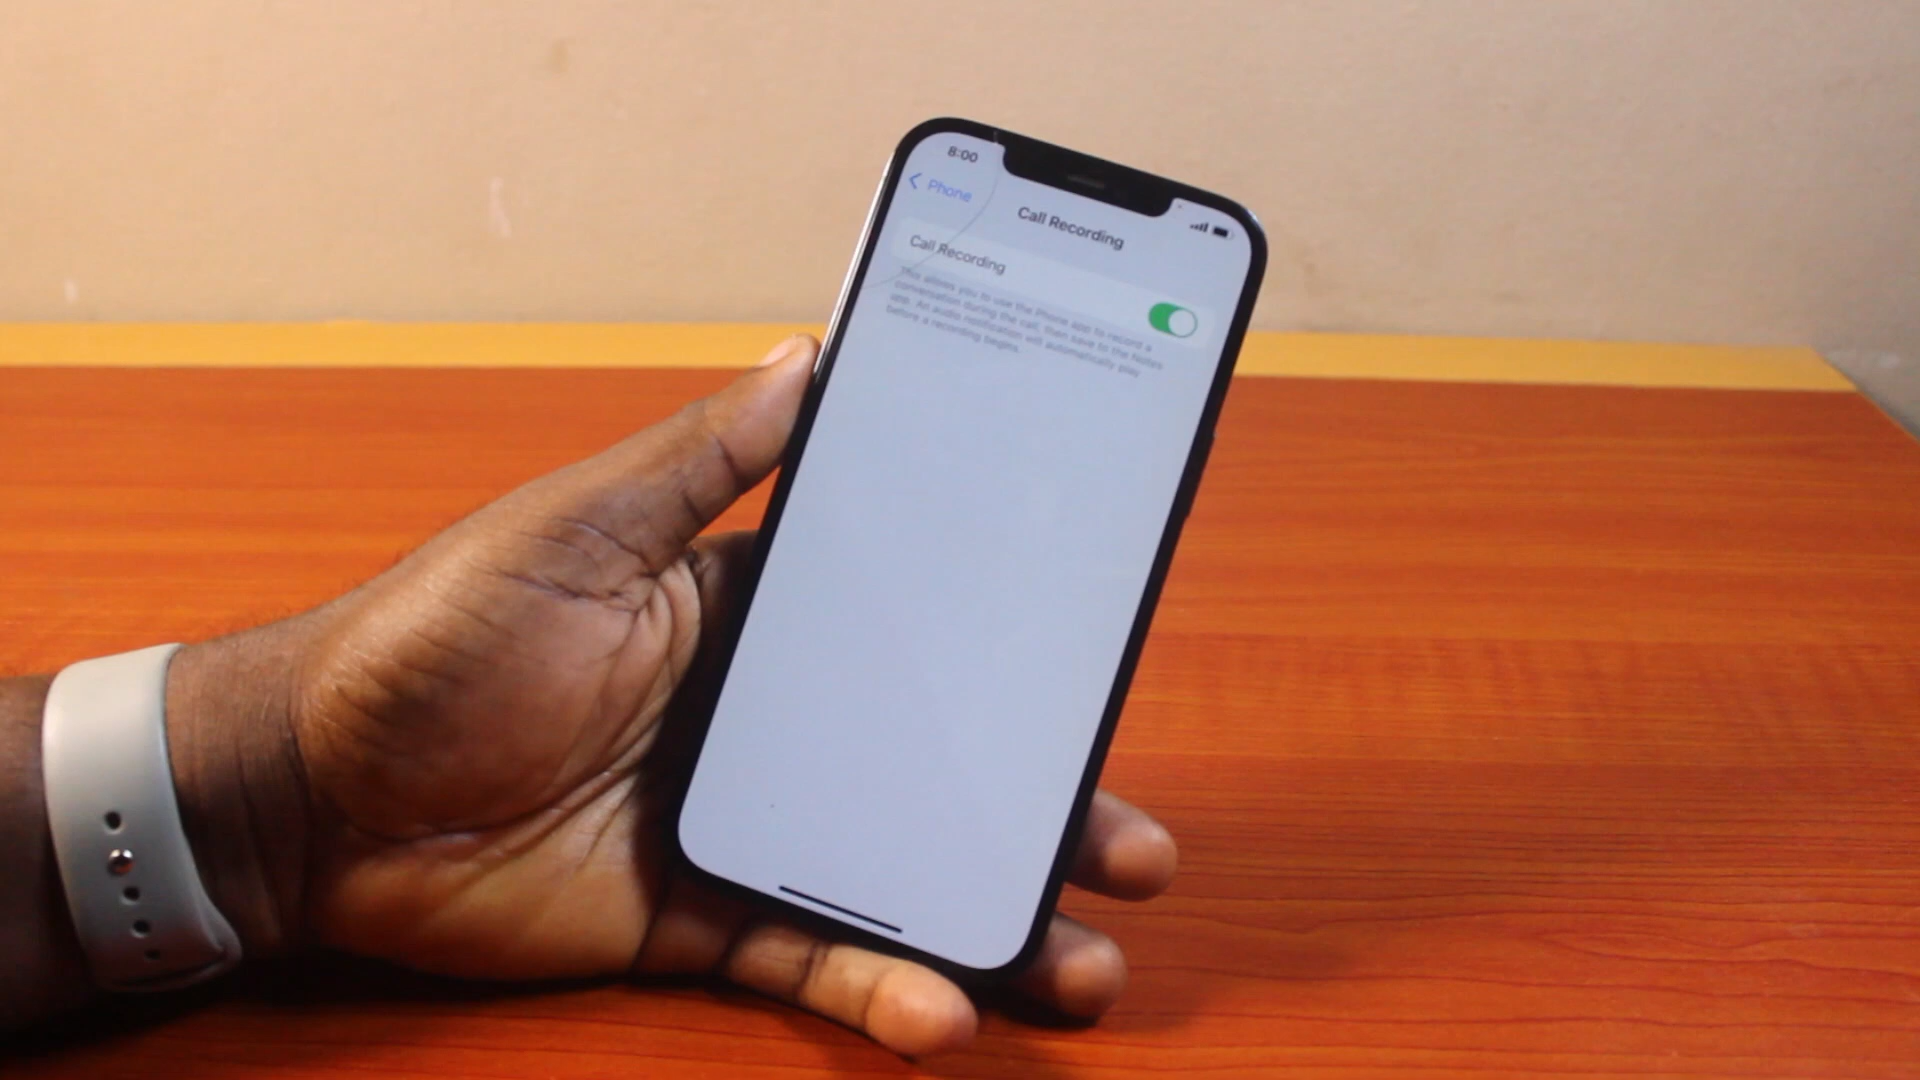 8:00
Phone
Call Recording
Call Recording
This allows you to use the Phone app to record a
conversation during the call, then save to the Notes
app. An audio notification will automatically play
before a recording begins.